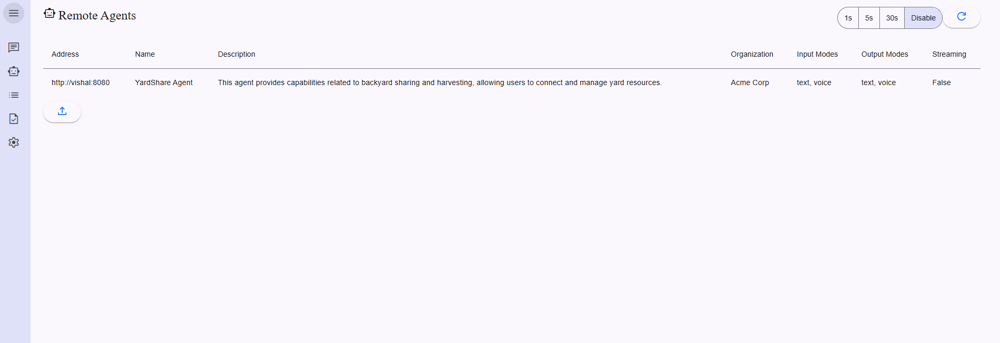 Remote Agents
1s 5s 30s Disable
Address Name Description Organization Input Modes Output Modes Streaming
http://vishal:8080 YardShare Agent This agent provides capabilities related to backyard sharing and harvesting, allowing users to connect and manage yard resources. Acme Corp text, voice text, voice False